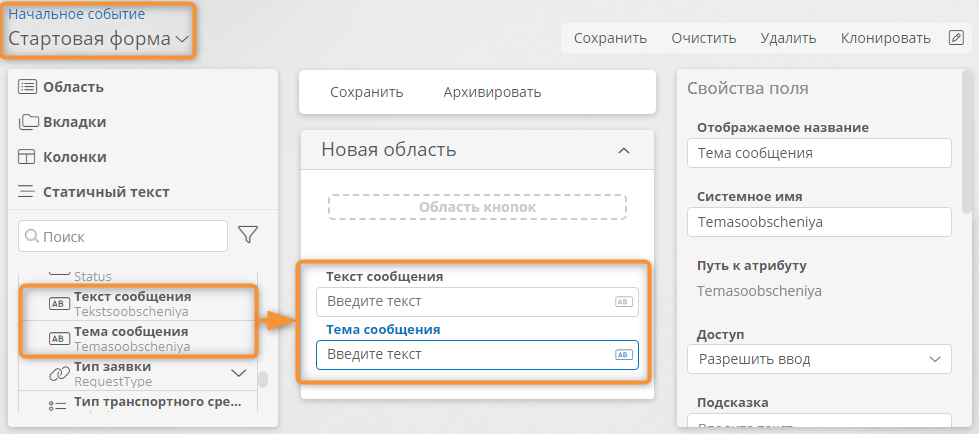 Начальное событие
Стартовая форма
Сохранить Очистить Удалить Клонировать
Область
Вкладки
Колонки
Статичный текст
Поиск
Status
AB Текст сообщения
Tekstsoobscheniya
AB Тема сообщения
Temasoobscheniya
Тип заявки
RequestType
Тип транспортного сре...
Сохранить Архивировать
Новая область
Область кнопок
Текст сообщения
Введите текст AB
Тема сообщения
Введите текст AB
Свойства поля
Отображаемое название
Тема сообщения
Системное имя
Temasoobscheniya
Путь к атрибуту
Temasoobscheniya
Доступ
Разрешить ввод
Подсказка